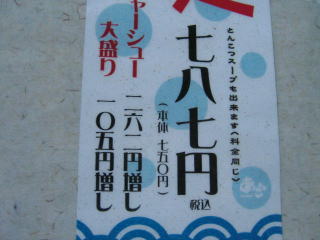 とんこつスープも出来ます(料金同じ)
七八七円
税込
(本体 七五〇円)
ャーシュー 二六二円増し
大盛り 一〇五円増し